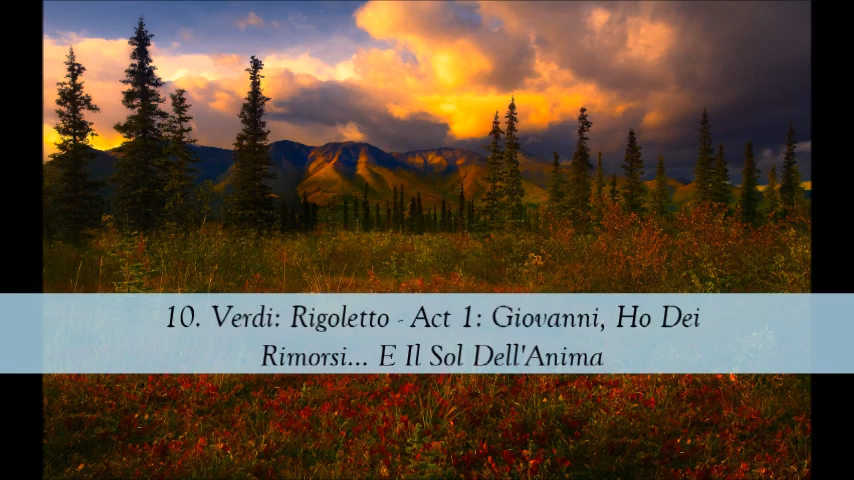 10. Verdi: Rigoletto - Act 1: Giovanni, Ho Dei
Rimorsi... E Il Sol Dell'Anima